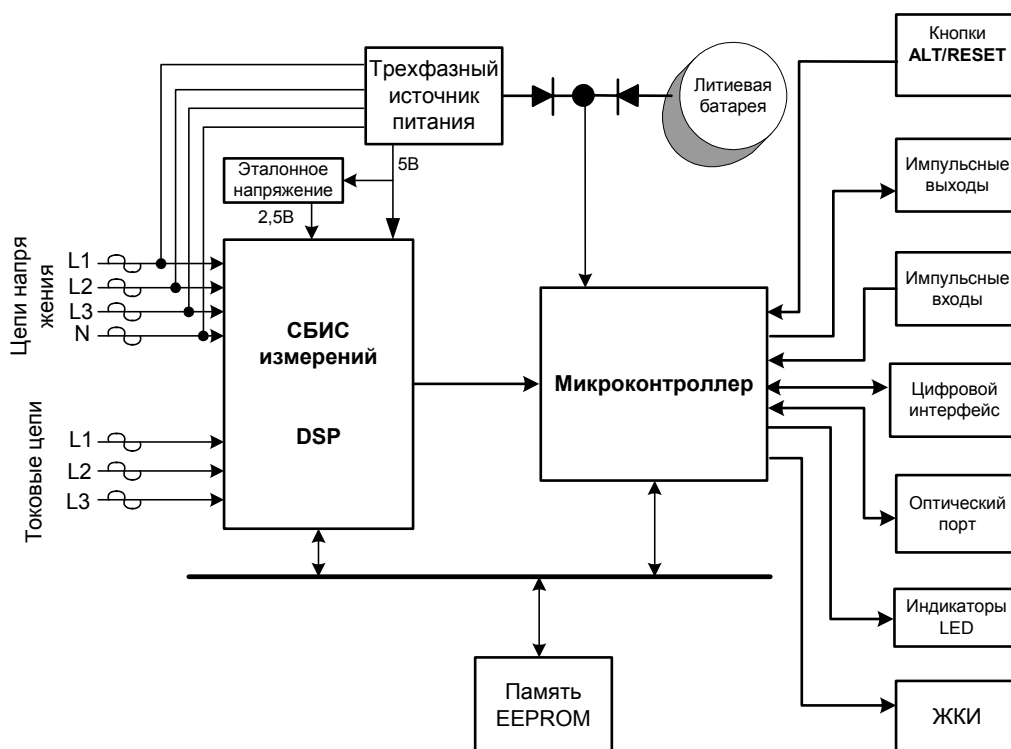 Кнопки
ALT/RESET
Трехфазный
источник
питания
Литиевая
батарея
Эталонное
напряжение
5В
2,5В
Импульсные
выходы
Цепи напря
жения
L1
L2
L3
N
СБИС
измерений
DSP
Микроконтроллер
Импульсные
входы
Цифровой
интерфейс
Токовые цепи
L1
L2
L3
Оптический
порт
Индикаторы
LED
Память
EEPROM
ЖКИ